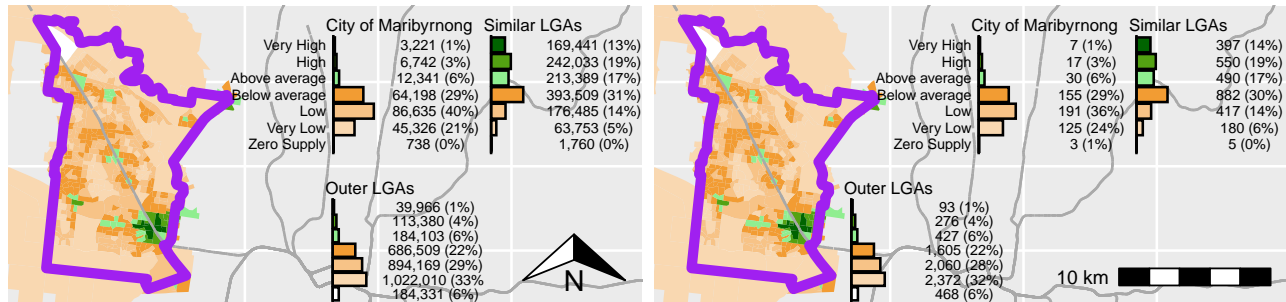 City of Maribyrnong Similar LGAs
Very High 3,221 (1%) 169,441 (13%)
High 6,742 (3%) 242,033 (19%)
Above average 12,341 (6%) 213,389 (17%)
Below average 64,198 (29%) 393,509 (31%)
Low 86,635 (40%) 176,485 (14%)
Very Low 45,326 (21%) 63,753 (5%)
Zero Supply 738 (0%) 1,760 (0%)
Outer LGAs
39,966 (1%)
113,380 (4%)
184,103 (6%)
686,509 (22%)
894,169 (29%)
1,022,010 (33%
184,331 (6%)
N
City of Maribyrnong Similar LGAs
Very High 7 (1%) 397 (14%)
High 17 (3%) 550 (19%)
Above average 30 (6%) 490 (17%)
Below average 155 (29%) 882 (30%)
Low 191 (36%) 417 (14%)
Very Low 125 (24%) 180 (6%)
Zero Supply 3 (1%) 5 (0%)
Outer LGAs
93 (1%)
276 (4%)
427 (6%)
1,605 (22%)
2,060 (28%)
2,372 (32%)
468 (6%)
10 km